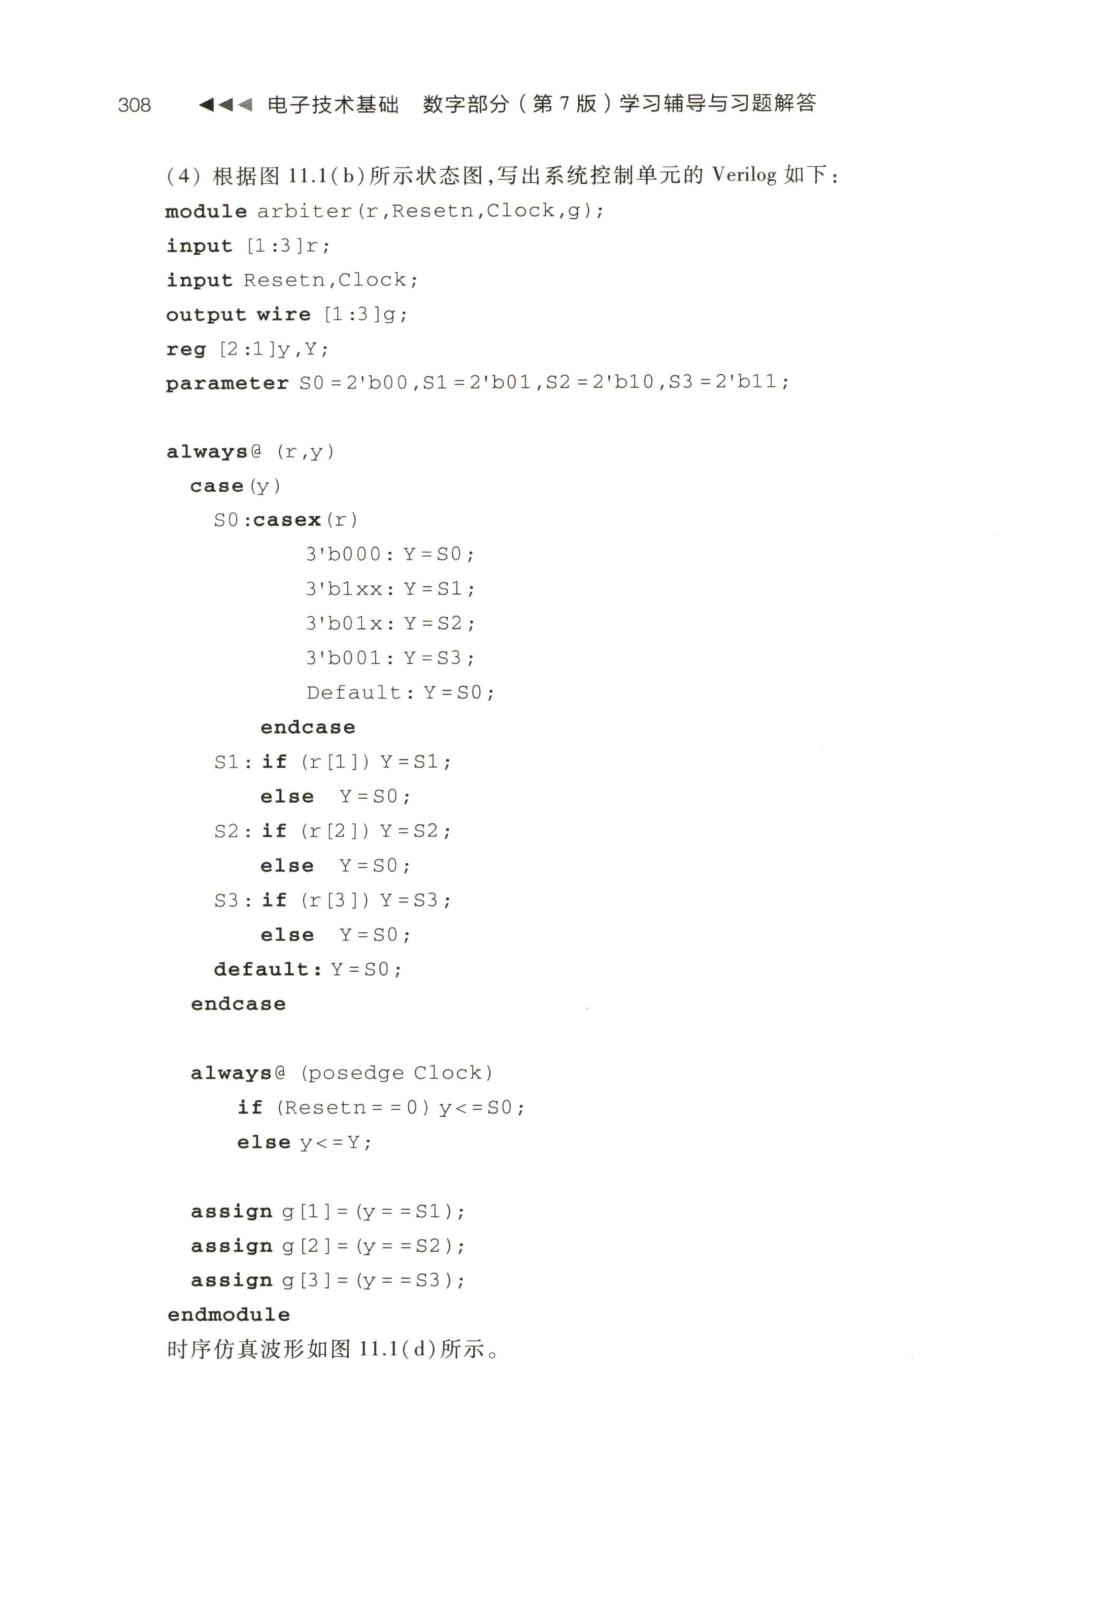 308 ◀◀◀ 电子技术基础 数字部分(第7版)学习辅导与习题解答
(4) 根据图 11.1(b)所示状态图,写出系统控制单元的 Verilog 如下:
module arbiter(r,Resetn,Clock,g);
input [1:3]r;
input Resetn,Clock;
output wire [1:3]g;
reg [2:1]y,Y;
parameter S0=2'b00,S1=2'b01,S2=2'b10,S3=2'b11;
always@ (r,y)
case(y)
S0:casex(r)
3'b000: Y=S0;
3'b1xx: Y=S1;
3'b01x: Y=S2;
3'b001: Y=S3;
Default: Y=S0;
endcase
S1: if (r[1]) Y=S1;
else Y=S0;
S2: if (r[2]) Y=S2;
else Y=S0;
S3: if (r[3]) Y=S3;
else Y=S0;
default: Y=S0;
endcase
always@ (posedge Clock)
if (Resetn==0) y<=S0;
else y<=Y;
assign g[1]=(y==S1);
assign g[2]=(y==S2);
assign g[3]=(y==S3);
endmodule
时序仿真波形如图 11.1(d)所示。